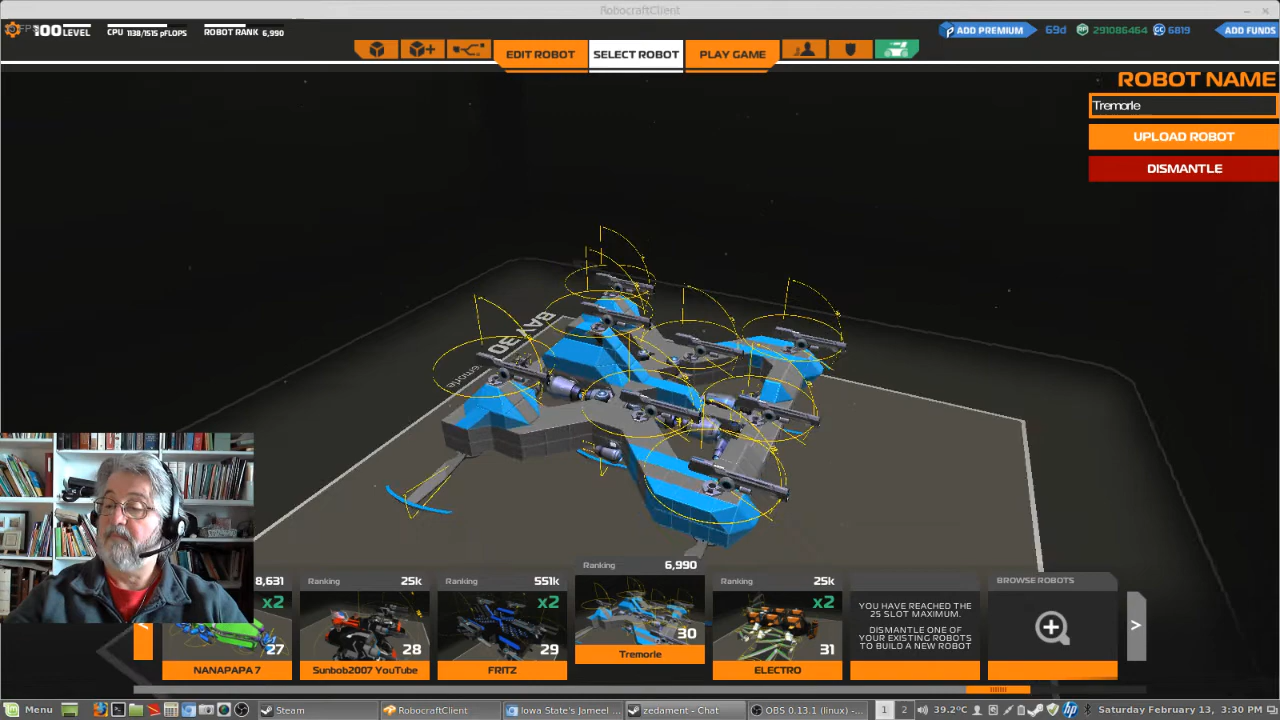 RobocraftClient
100 LEVEL
CPU 1138/1515 pFLOPS
ROBOT RANK 6,990
EDIT ROBOT
SELECT ROBOT
PLAY GAME
ADD PREMIUM
69d
291086464
6819
ADD FUNDS
ROBOT NAME
Tremorle
UPLOAD ROBOT
DISMANTLE
BAY 30
8,631
x2
27
NANAPAPA 7
Ranking 25k
28
Sunbob2007 YouTube
Ranking 551k
x2
29
FRITZ
Ranking 6,990
30
Tremorle
Ranking 25k
x2
31
ELECTRO
YOU HAVE REACHED THE
25 SLOT MAXIMUM.
DISMANTLE ONE OF
YOUR EXISTING ROBOTS
TO BUILD A NEW ROBOT
BROWSE ROBOTS
>
Menu
Steam
RobocraftClient
Iowa State's Jameel ...
zedament - Chat
OBS 0.13.1 (linux) -...
1
2
39.2°C
Saturday February 13, 3:30 PM